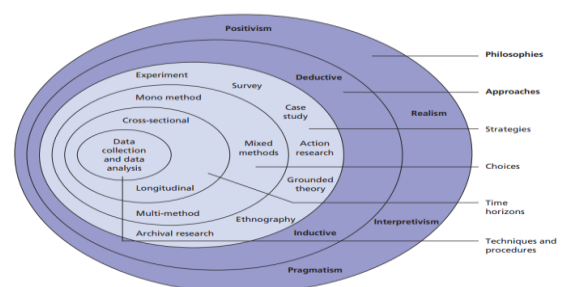 Positivism
Philosophies
Experiment
Survey
Deductive
Approaches
Mono method
Case
study
Realism
Cross-sectional
Strategies
Data
collection
and data
analysis
Mixed
methods
Action
research
Choices
Longitudinal
Grounded
theory
Time
horizons
Multi-method
Ethnography
Interpretivism
Archival research
Inductive
Techniques and
procedures
Pragmatism